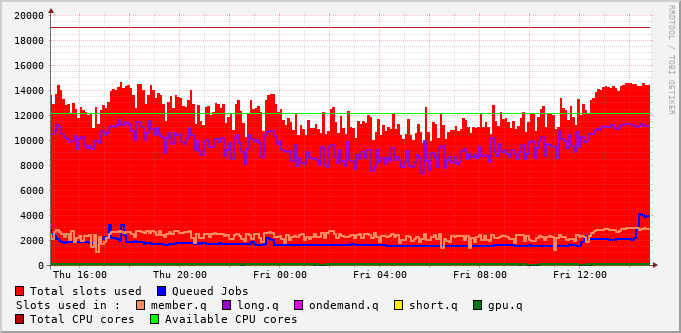 20000
18000
16000
14000
12000
10000
8000
6000
4000
2000
0
Thu 16:00 Thu 20:00 Fri 00:00 Fri 04:00 Fri 08:00 Fri 12:00
RRDTOOL / TOBI OETIKER
Total slots used Queued Jobs
Slots used in : member.q long.q ondemand.q short.q gpu.q
Total CPU cores Available CPU cores